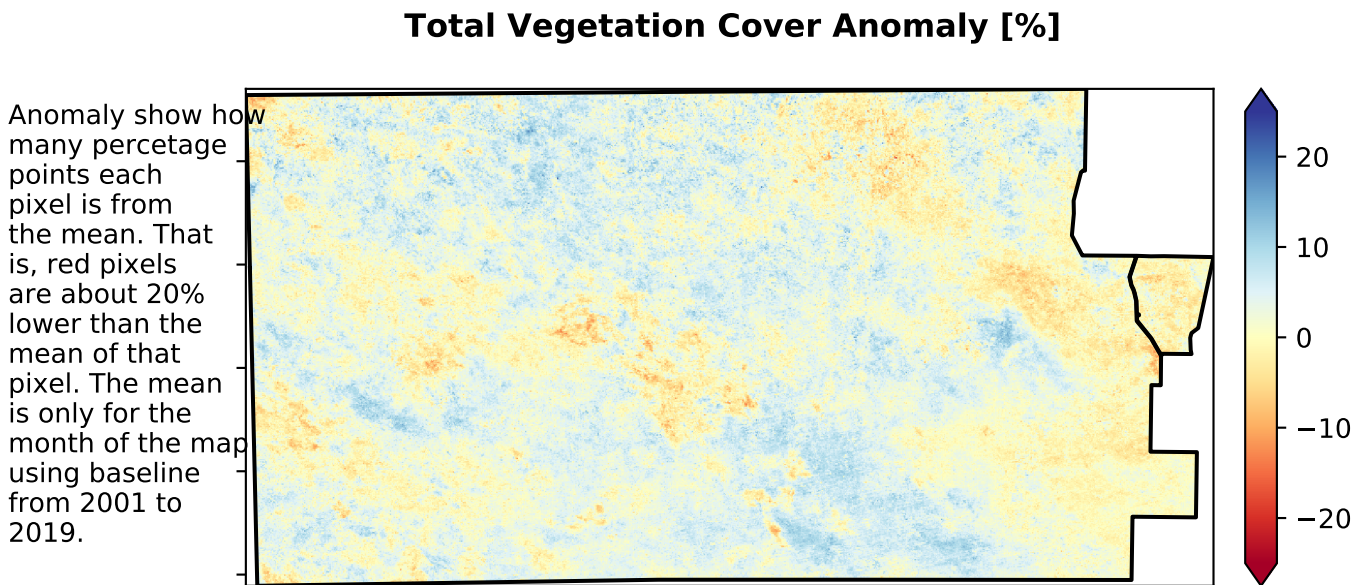 Total Vegetation Cover Anomaly [%]
Anomaly show how
many percetage
points each
pixel is from
the mean. That
is, red pixels
are about 20%
lower than the
mean of that
pixel. The mean
is only for the
month of the map
using baseline
from 2001 to
2019.
20
10
0
−10
−20